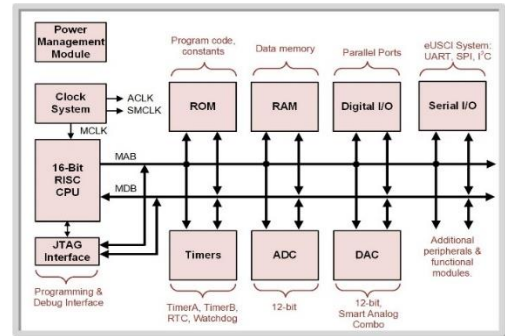 Power
Management
Module
Clock
System
ACLK
SMCLK
MCLK
16-Bit
RISC
CPU
JTAG
Interface
Programming &
Debug Interface
MAB
MDB
Program code,
constants
ROM
Data memory
RAM
Parallel Ports
Digital I/O
eUSCI System:
UART, SPI, I²C
Serial I/O
Timers
TimerA, TimerB,
RTC, Watchdog
ADC
12-bit
DAC
12-bit,
Smart Analog
Combo
Additional
peripherals &
functional
modules.